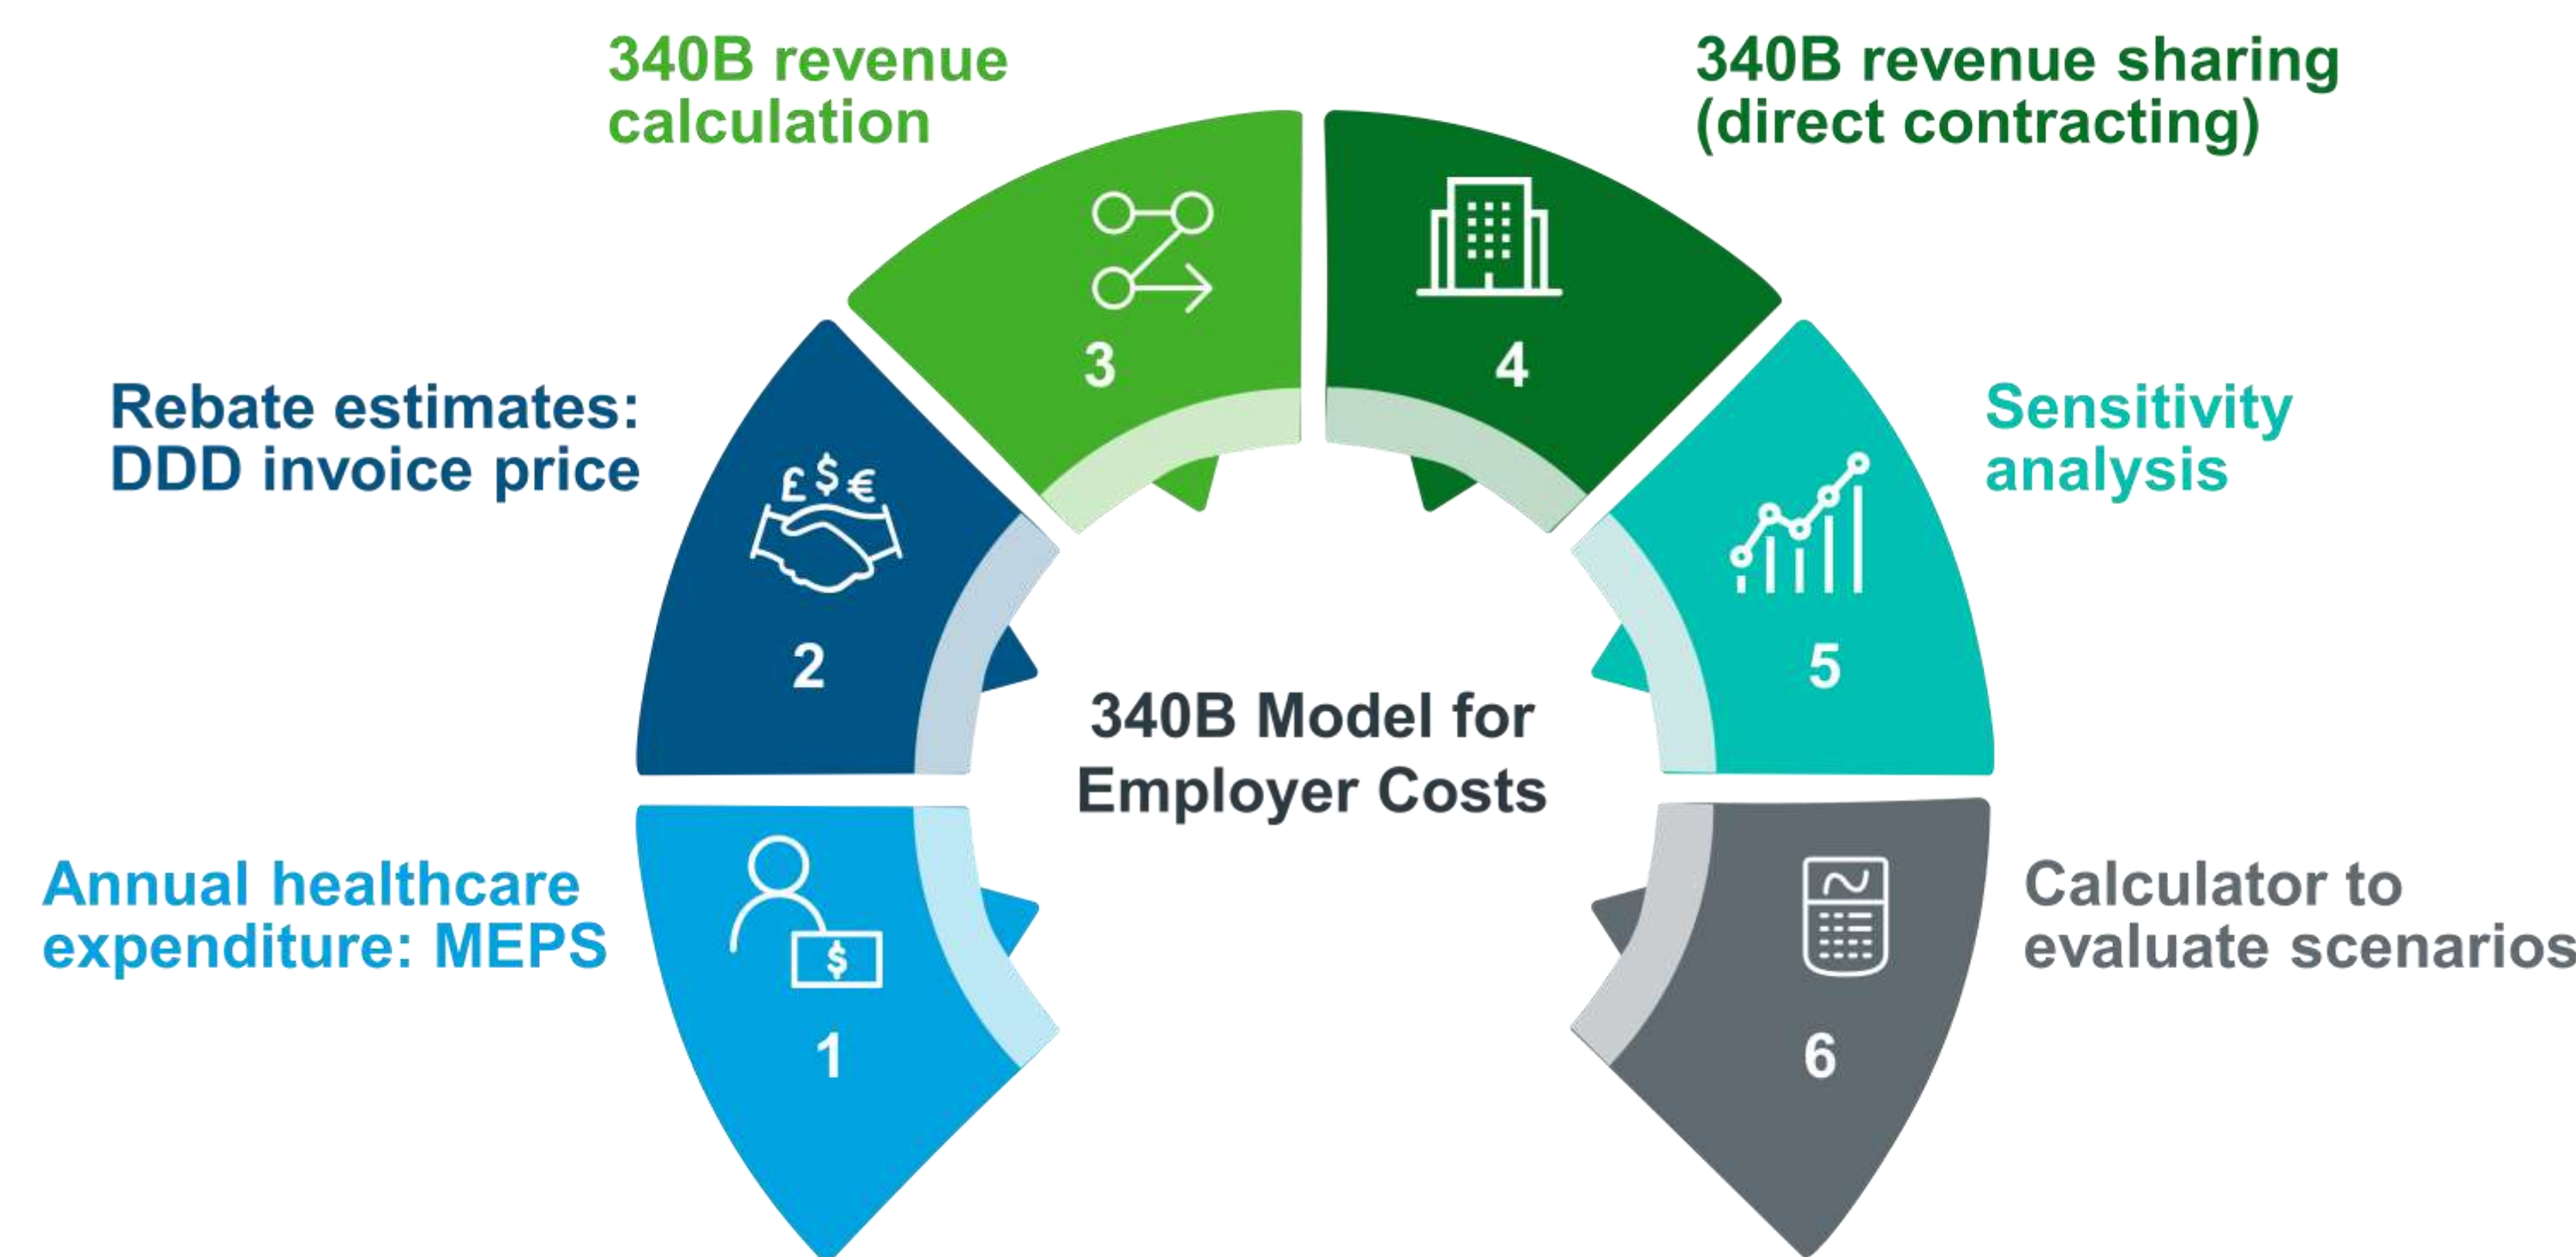 340B revenue
calculation
340B revenue sharing
(direct contracting)
3
4
Rebate estimates:
DDD invoice price
£ $ €
2
Sensitivity
analysis
5
340B Model for
Employer Costs
Annual healthcare
expenditure: MEPS
$
1
Calculator to
evaluate scenarios
6